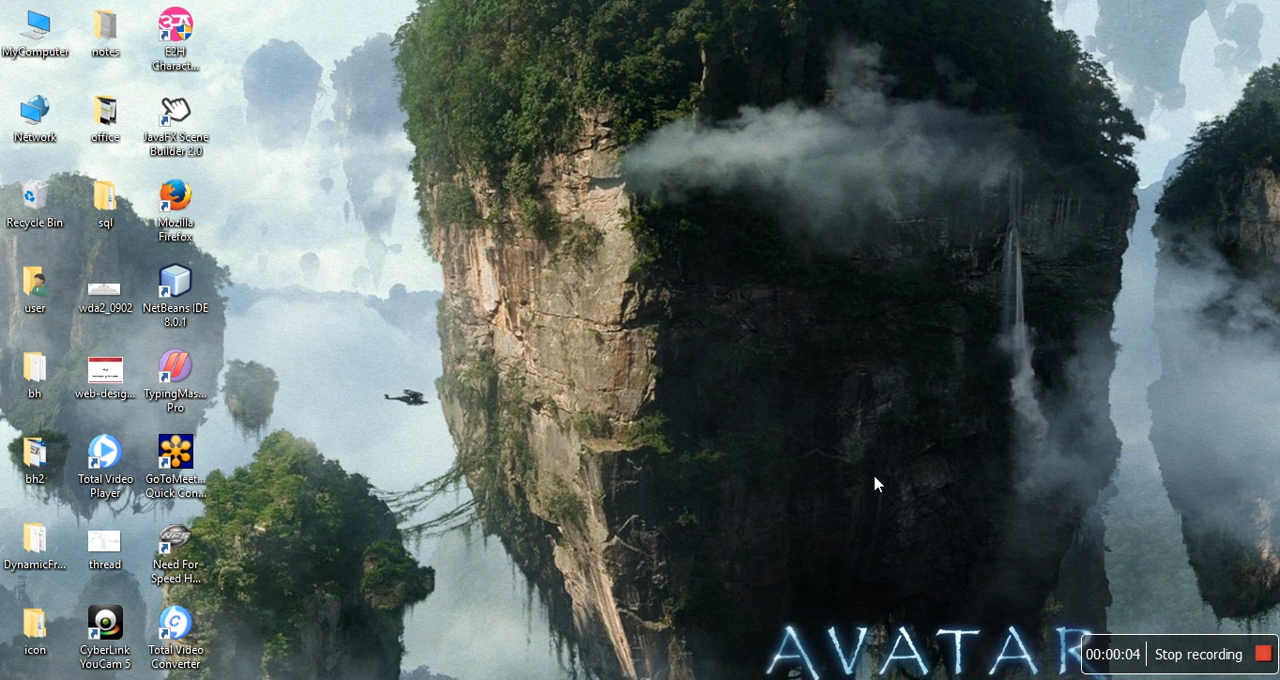 MyComputer
notes
E2H
Charact...
Network
office
JavaFX Scene
Builder 2.0
Recycle Bin
sql
Mozilla
Firefox
user
wda2_0902
NetBeans IDE
8.0.1
bh
web-desig...
TypingMas...
Pro
bh2
Total Video
Player
GoToMeet...
Quick Con...
DynamicFr...
thread
Need For
Speed H...
icon
CyberLink
YouCam 5
Total Video
Converter
AVATAR
00:00:04
Stop recording